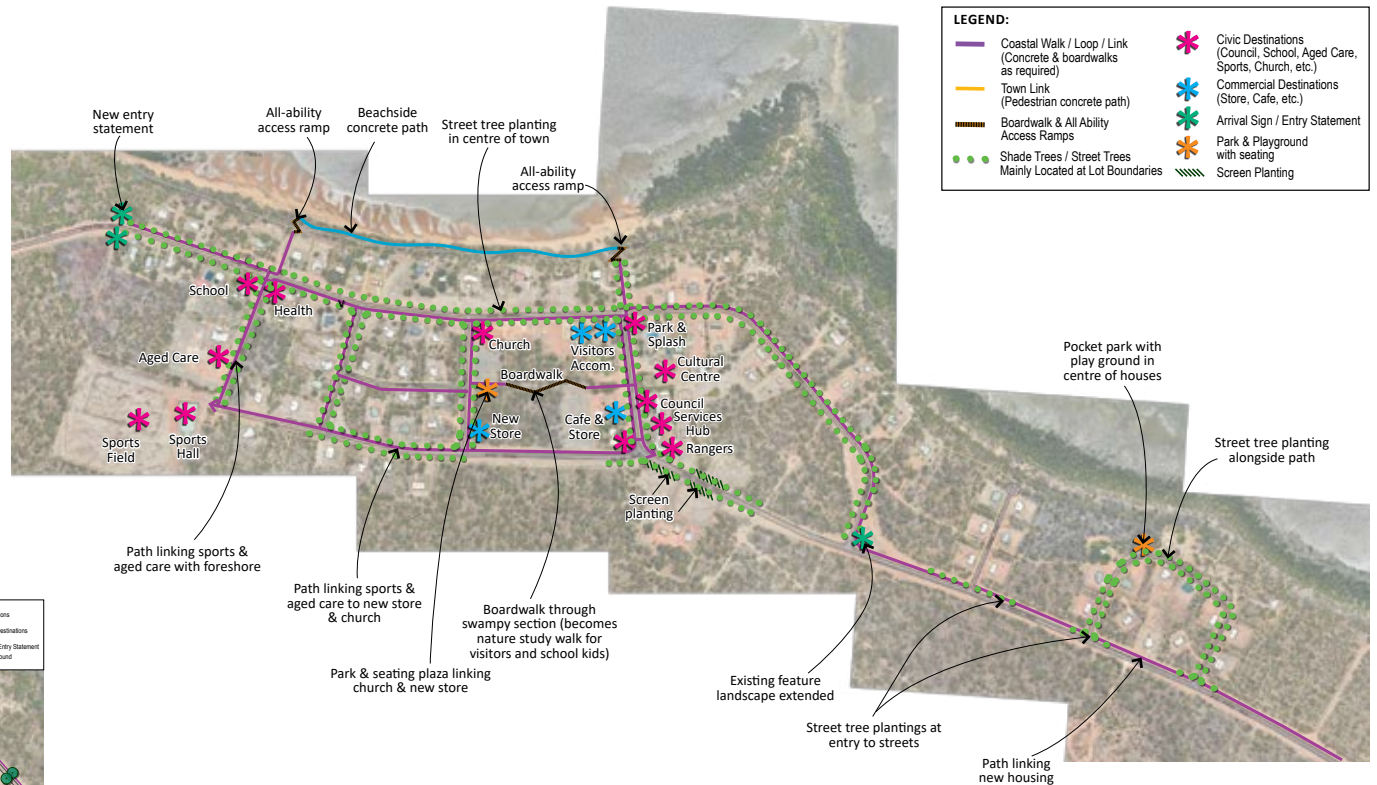 LEGEND:
Coastal Walk / Loop / Link
(Concrete & boardwalks
as required)
Town Link
(Pedestrian concrete path)
Boardwalk & All Ability
Access Ramps
Shade Trees / Street Trees
Mainly Located at Lot Boundaries
Civic Destinations
(Council, School, Aged Care,
Sports, Church, etc.)
Commercial Destinations
(Store, Cafe, etc.)
Arrival Sign / Entry Statement
Park & Playground
with seating
Screen Planting
New entry
statement
All-ability
access ramp
Beachside
concrete path
Street tree planting
in centre of town
All-ability
access ramp
School
Health
Aged Care
Sports
Field
Sports
Hall
Church
Visitors
Accom.
Park &
Splash
Cultural
Centre
Boardwalk
New
Store
Cafe &
Store
Council
Services
Hub
Rangers
Screen
planting
Pocket park with
play ground in
centre of houses
Street tree planting
alongside path
Path linking sports &
aged care with foreshore
Path linking sports &
aged care to new store
& church
Park & seating plaza linking
church & new store
Boardwalk through
swampy section (becomes
nature study walk for
visitors and school kids)
Existing feature
landscape extended
Street tree plantings at
entry to streets
Path linking
new housing
ons
estinations
Entry Statement
ound